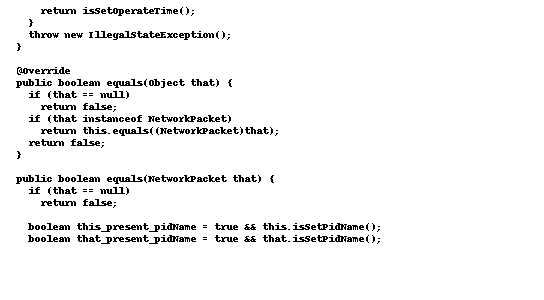 return isSetOperateTime();
}
throw new IllegalStateException();
}
@Override
public boolean equals(Object that) {
if (that == null)
return false;
if (that instanceof NetworkPacket)
return this.equals((NetworkPacket)that);
return false;
}
public boolean equals(NetworkPacket that) {
if (that == null)
return false;
boolean this_present_pidName = true && this.isSetPidName();
boolean that_present_pidName = true && that.isSetPidName();